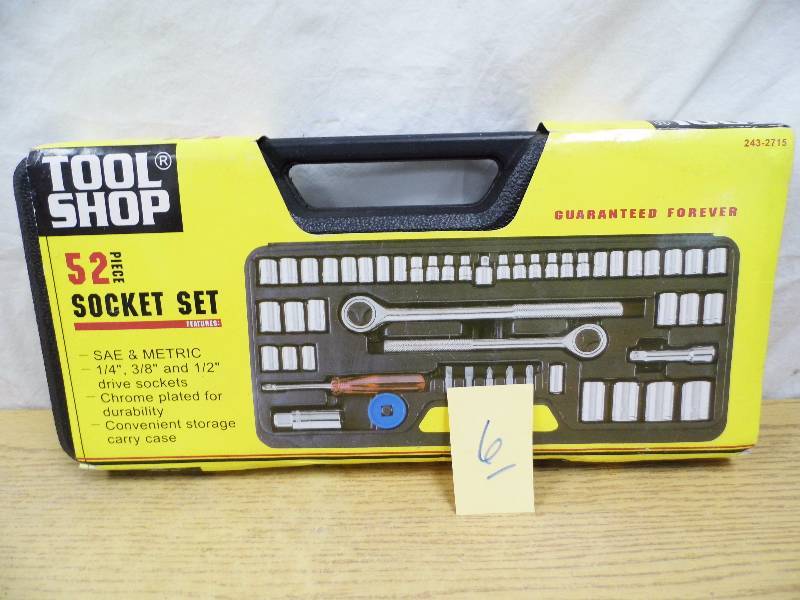 TOOL®
SHOP
243-2715
GUARANTEED FOREVER
52 PIECE
SOCKET SET
FEATURES:
- SAE & METRIC
- 1/4", 3/8" and 1/2"
drive sockets
- Chrome plated for
durability
- Convenient storage
carry case
6